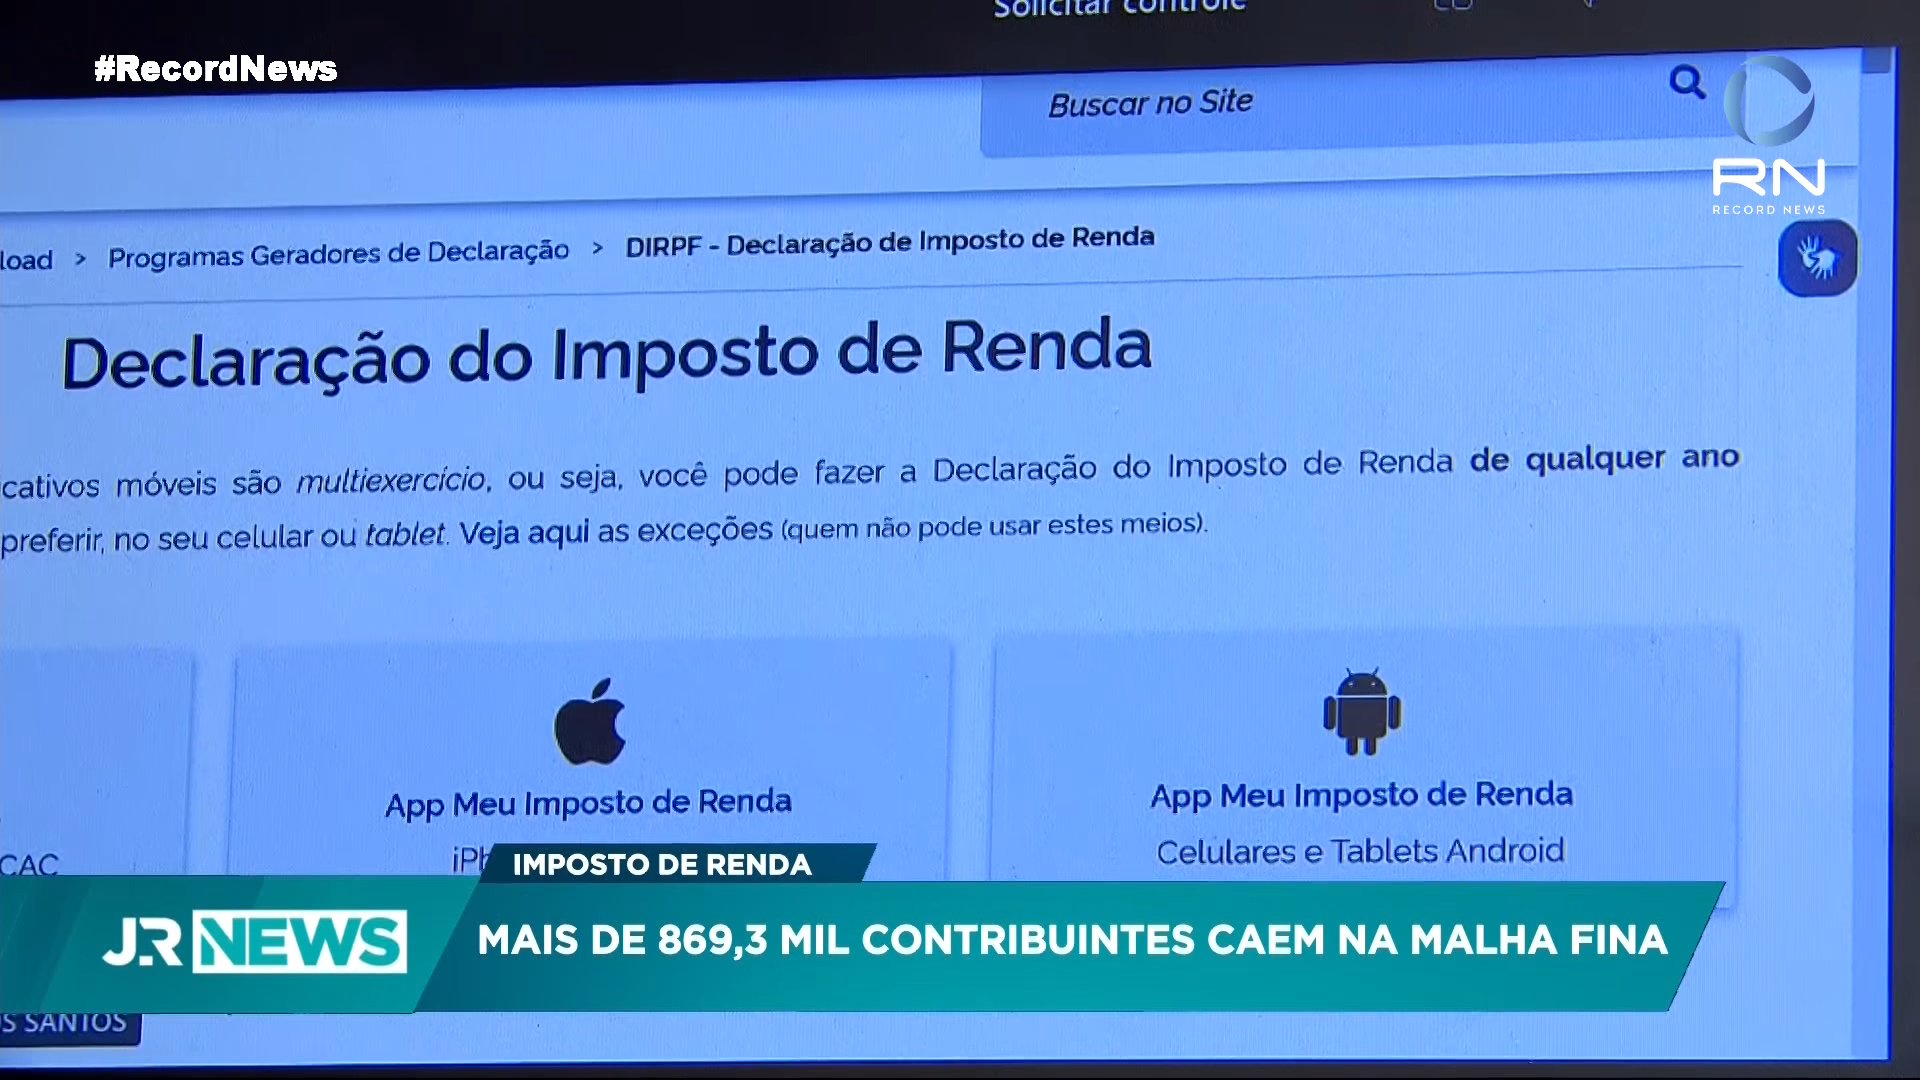 Solicitar controle
#RecordNews
Buscar no Site
RN
RECORD NEWS
load > Programas Geradores de Declaração > DIRPF - Declaração de Imposto de Renda
Declaração do Imposto de Renda
cativos móveis são multiexercício, ou seja, você pode fazer a Declaração do Imposto de Renda de qualquer ano
preferir, no seu celular ou tablet. Veja aqui as exceções (quem não pode usar estes meios).
App Meu Imposto de Renda
App Meu Imposto de Renda
CAC
iPh
Celulares e Tablets Android
IMPOSTO DE RENDA
JR NEWS
MAIS DE 869,3 MIL CONTRIBUINTES CAEM NA MALHA FINA
S SANTOS